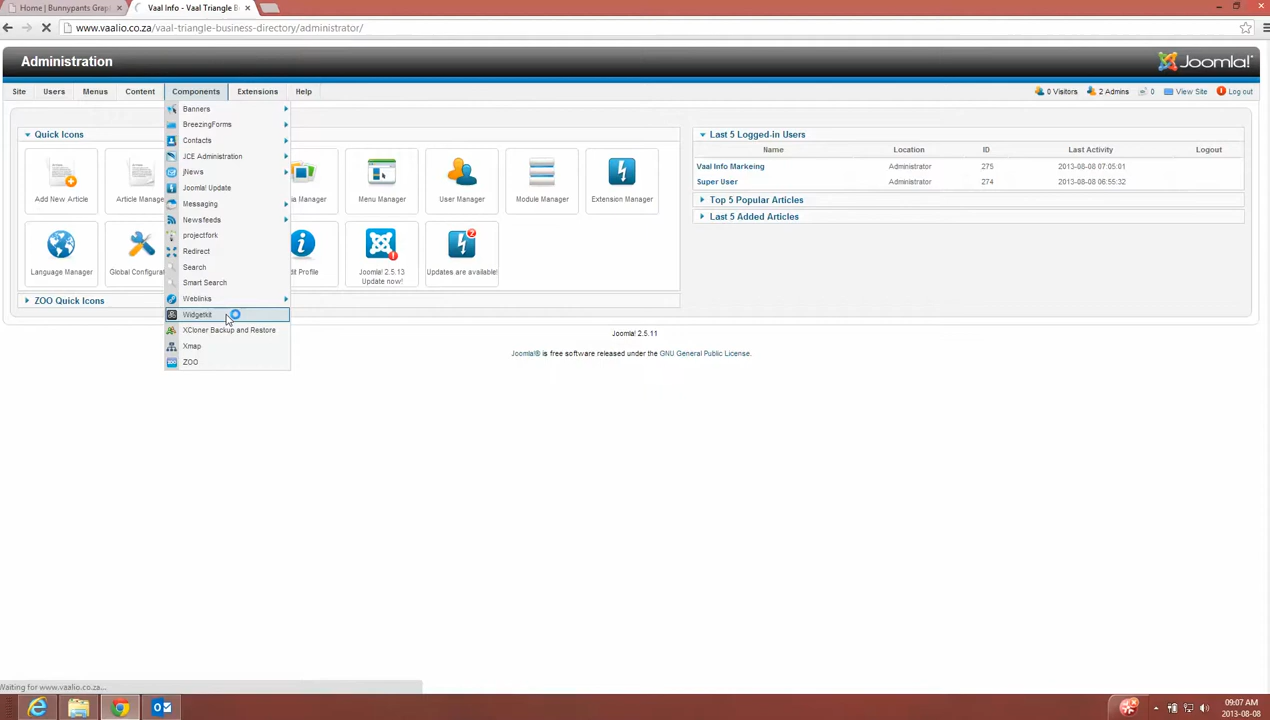 Home | Bunnypants Grap
Vaal Info - Vaal Triangle B
www.vaalio.co.za/vaal-triangle-business-directory/administrator/
Administration
Joomla!
Site Users Menus Content Components Extensions Help
0 Visitors 2 Admins 0 View Site Log out
Banners
BreezingForms
Contacts
JCE Administration
jNews
Joomla! Update
Messaging
Newsfeeds
projectfork
Redirect
Search
Smart Search
Weblinks
Widgetkit
XCloner Backup and Restore
Xmap
ZOO
Quick Icons
Add New Article
Article Manage
ia Manager
Menu Manager
User Manager
Module Manager
Extension Manager
Language Manager
Global Configura
it Profile
Joomla! 2.5.13
Update now!
Updates are available!
ZOO Quick Icons
Last 5 Logged-in Users
Name Location ID Last Activity Logout
Vaal Info Markeing Administrator 275 2013-08-08 07:05:01
Super User Administrator 274 2013-08-08 06:55:32
Top 5 Popular Articles
Last 5 Added Articles
Joomla! 2.5.11
Joomla!® is free software released under the GNU General Public License.
Waiting for www.vaalio.co.za...
09:07 AM
2013-08-08